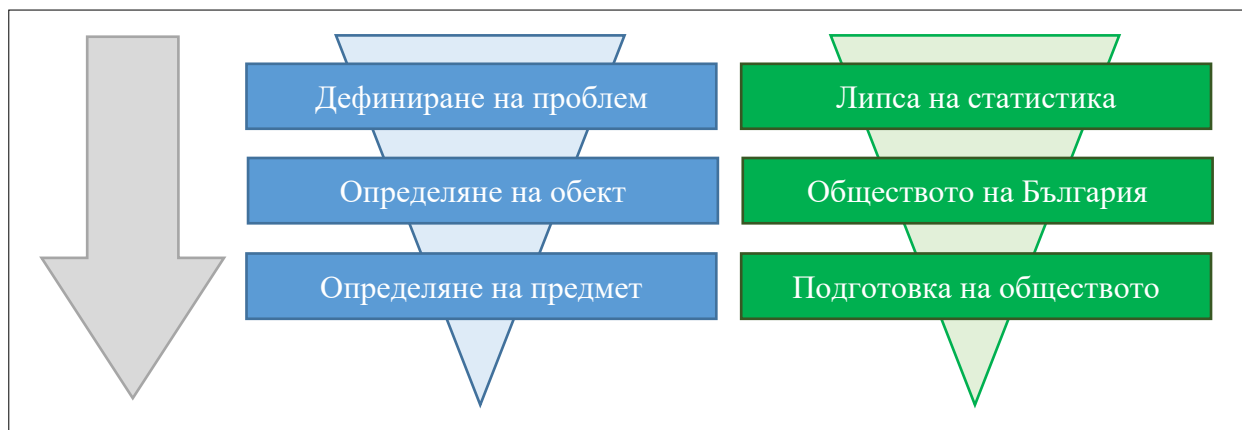 Дефиниране на проблем
Липса на статистика
Определяне на обект
Обществото на България
Определяне на предмет
Подготовка на обществото